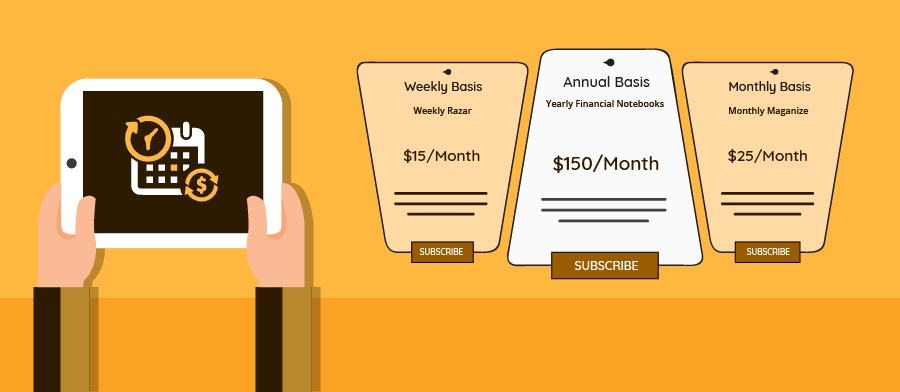 Weekly Basis
Weekly Razar
$15/Month
SUBSCRIBE
Annual Basis
Yearly Financial Notebooks
$150/Month
SUBSCRIBE
Monthly Basis
Monthly Maganize
$25/Month
SUBSCRIBE
$